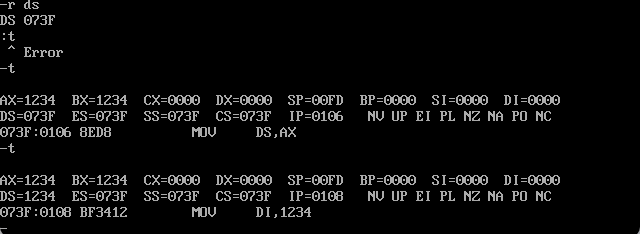 -r ds
DS 073F
:t
^ Error
-t
AX=1234 BX=1234 CX=0000 DX=0000 SP=00FD BP=0000 SI=0000 DI=0000
DS=073F ES=073F SS=073F CS=073F IP=0106 NV UP EI PL NZ NA PO NC
073F:0106 8ED8 MOV DS,AX
-t
AX=1234 BX=1234 CX=0000 DX=0000 SP=00FD BP=0000 SI=0000 DI=0000
DS=1234 ES=073F SS=073F CS=073F IP=0108 NV UP EI PL NZ NA PO NC
073F:0108 BF3412 MOV DI,1234
-